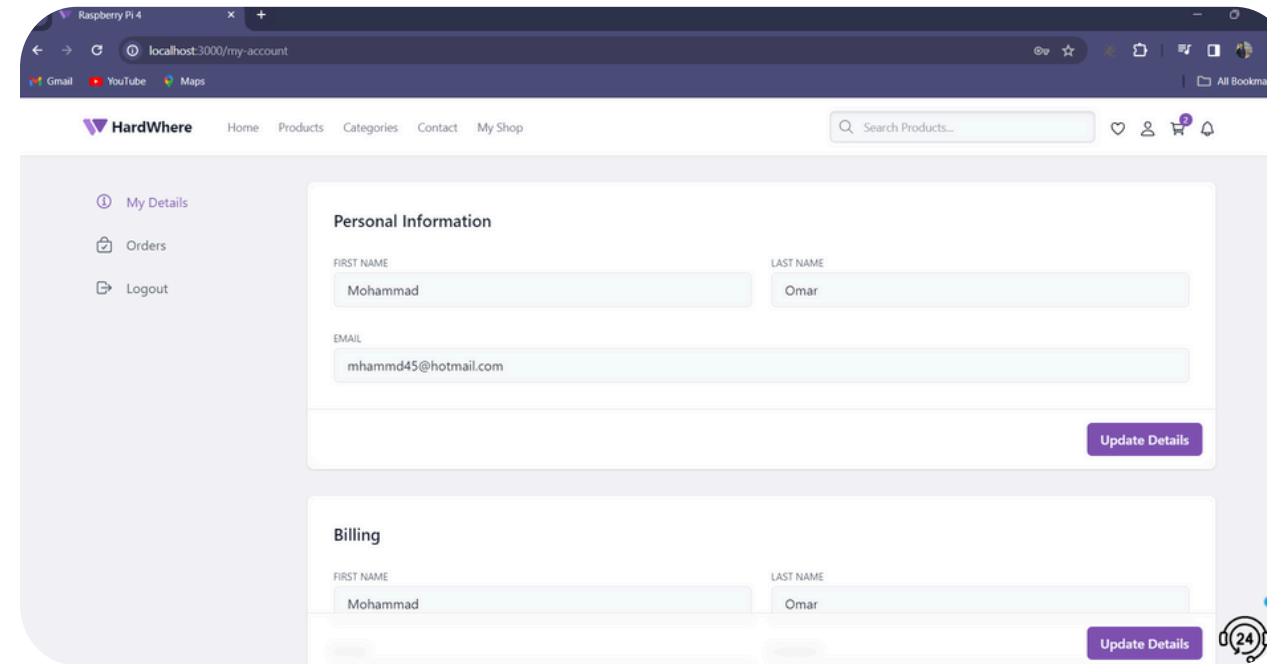 Raspberry Pi 4
localhost:3000/my-account
Gmail YouTube Maps
All Bookma
HardWhere Home Products Categories Contact My Shop Search Products... 2
My Details
Orders
Logout
Personal Information
FIRST NAME LAST NAME
Mohammad Omar
EMAIL
mhammd45@hotmail.com
Update Details
Billing
FIRST NAME LAST NAME
Mohammad Omar
Update Details
24